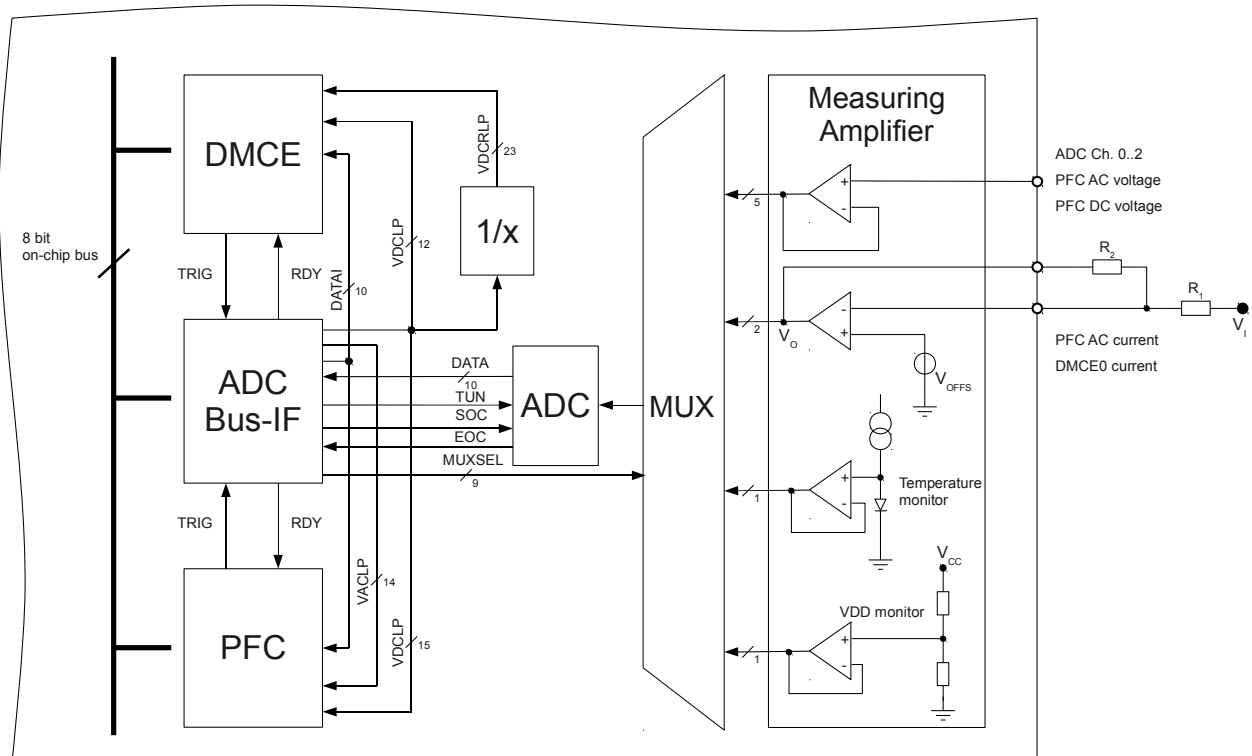 Measuring
Amplifier
DMCE
8 bit
on-chip bus
TRIG
RDY
DATAI
10
VDCLP
12
VDCRLP
23
1/x
ADC
Bus-IF
DATA
10
TUN
SOC
EOC
MUXSEL
9
ADC
MUX
TRIG
RDY
VACLP
14
VDCLP
15
PFC
5
+
-
ADC Ch. 0..2
PFC AC voltage
PFC DC voltage
2
VO
-
+
VOFFS
R2
R1
VI
PFC AC current
DMCE0 current
1
+
-
Temperature
monitor
VCC
VDD monitor
1
+
-